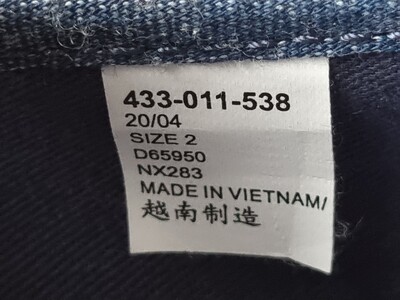 433-011-538
20/04
SIZE 2
D65950
NX283
MADE IN VIETNAM/
越南制造